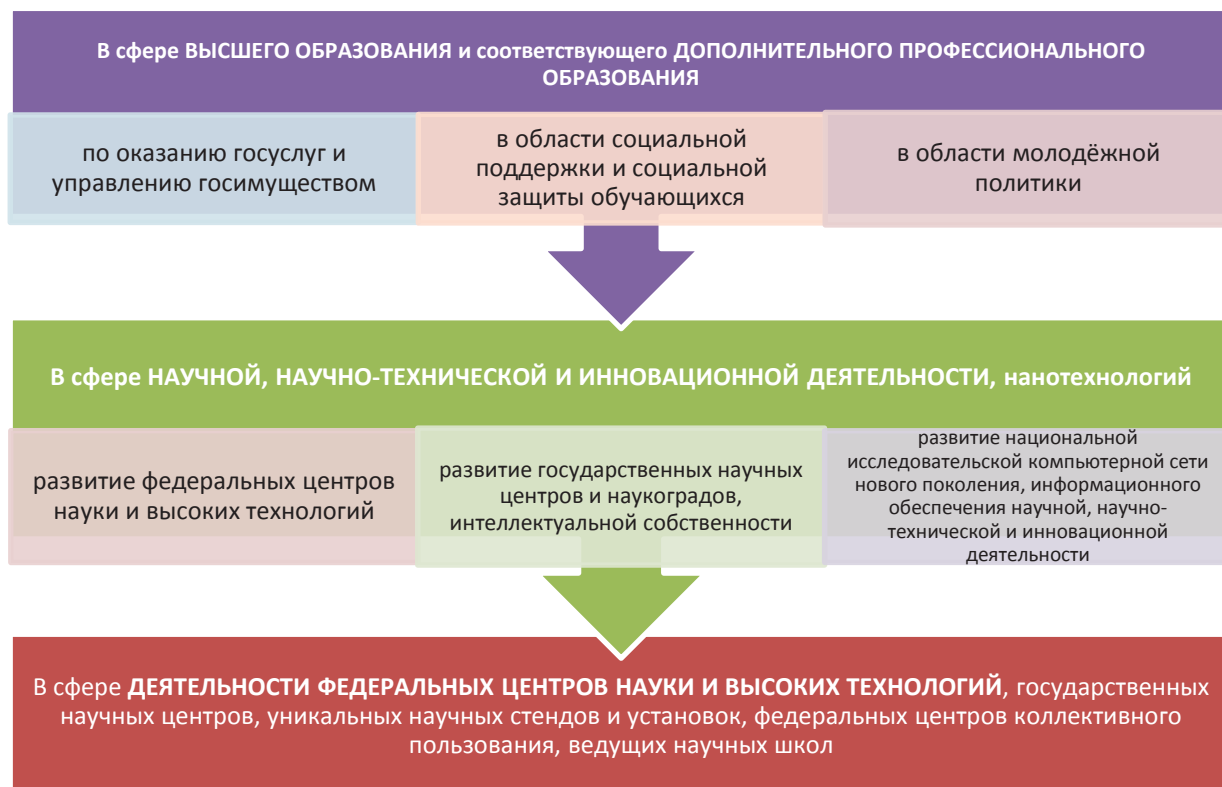 В сфере ВЫСШЕГО ОБРАЗОВАНИЯ и соответствующего ДОПОЛНИТЕЛЬНОГО ПРОФЕССИОНАЛЬНОГО
ОБРАЗОВАНИЯ
по оказанию госуслуг и
управлению госимуществом
в области социальной
поддержки и социальной
защиты обучающихся
в области молодёжной
политики
В сфере НАУЧНОЙ, НАУЧНО-ТЕХНИЧЕСКОЙ И ИННОВАЦИОННОЙ ДЕЯТЕЛЬНОСТИ, нанотехнологий
развитие федеральных центров
науки и высоких технологий
развитие государственных научных
центров и наукоградов,
интеллектуальной собственности
развитие национальной
исследовательской компьютерной сети
нового поколения, информационного
обеспечения научной, научно-
технической и инновационной
деятельности
В сфере ДЕЯТЕЛЬНОСТИ ФЕДЕРАЛЬНЫХ ЦЕНТРОВ НАУКИ И ВЫСОКИХ ТЕХНОЛОГИЙ, государственных
научных центров, уникальных научных стендов и установок, федеральных центров коллективного
пользования, ведущих научных школ